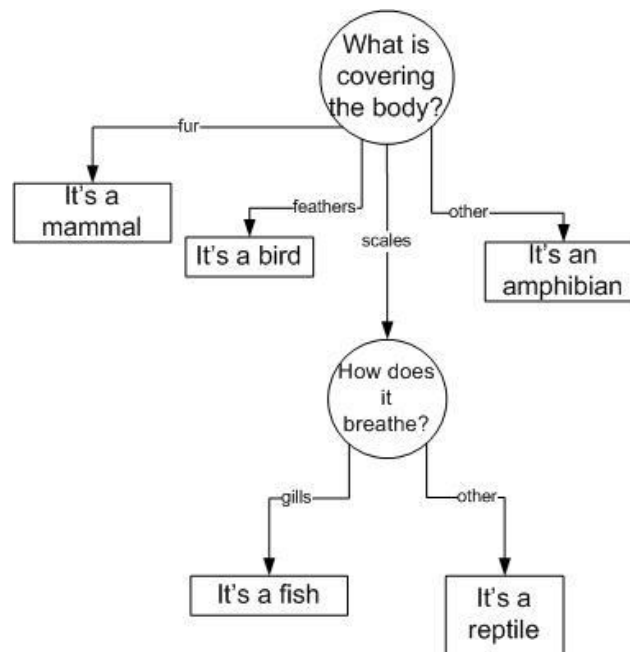 What is
covering
the body?
fur
feathers
scales
other
It's a
mammal
It's a bird
It's an
amphibian
How does
it
breathe?
gills
other
It's a fish
It's a
reptile